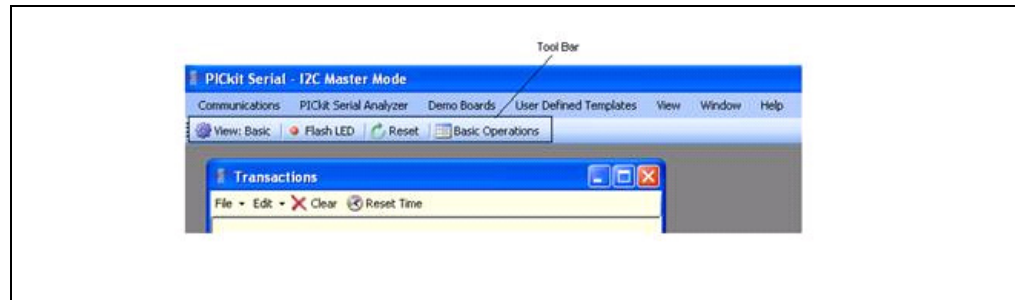 Tool Bar
PICkit Serial - I2C Master Mode
Communications PICkit Serial Analyzer Demo Boards User Defined Templates View Window Help
View: Basic Flash LED Reset Basic Operations
Transactions
File Edit Clear Reset Time